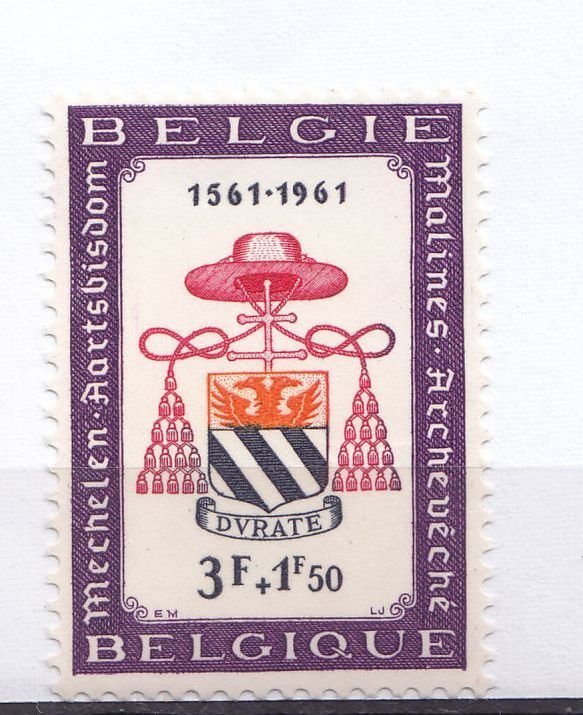 BELGIË
Mechelen · Aartsbisdom
Malines · Archevêché
1561·1961
DVRATE
3F+1F50
EM
LJ
BELGIQUE